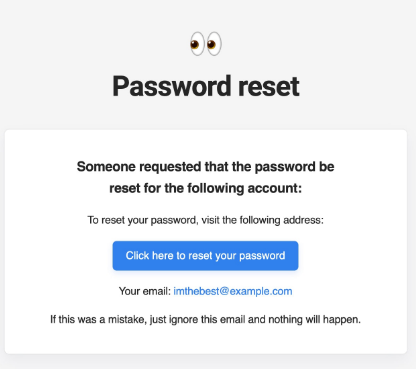 Password reset
Someone requested that the password be
reset for the following account:
To reset your password, visit the following address:
Click here to reset your password
Your email: imthebest@example.com
If this was a mistake, just ignore this email and nothing will happen.